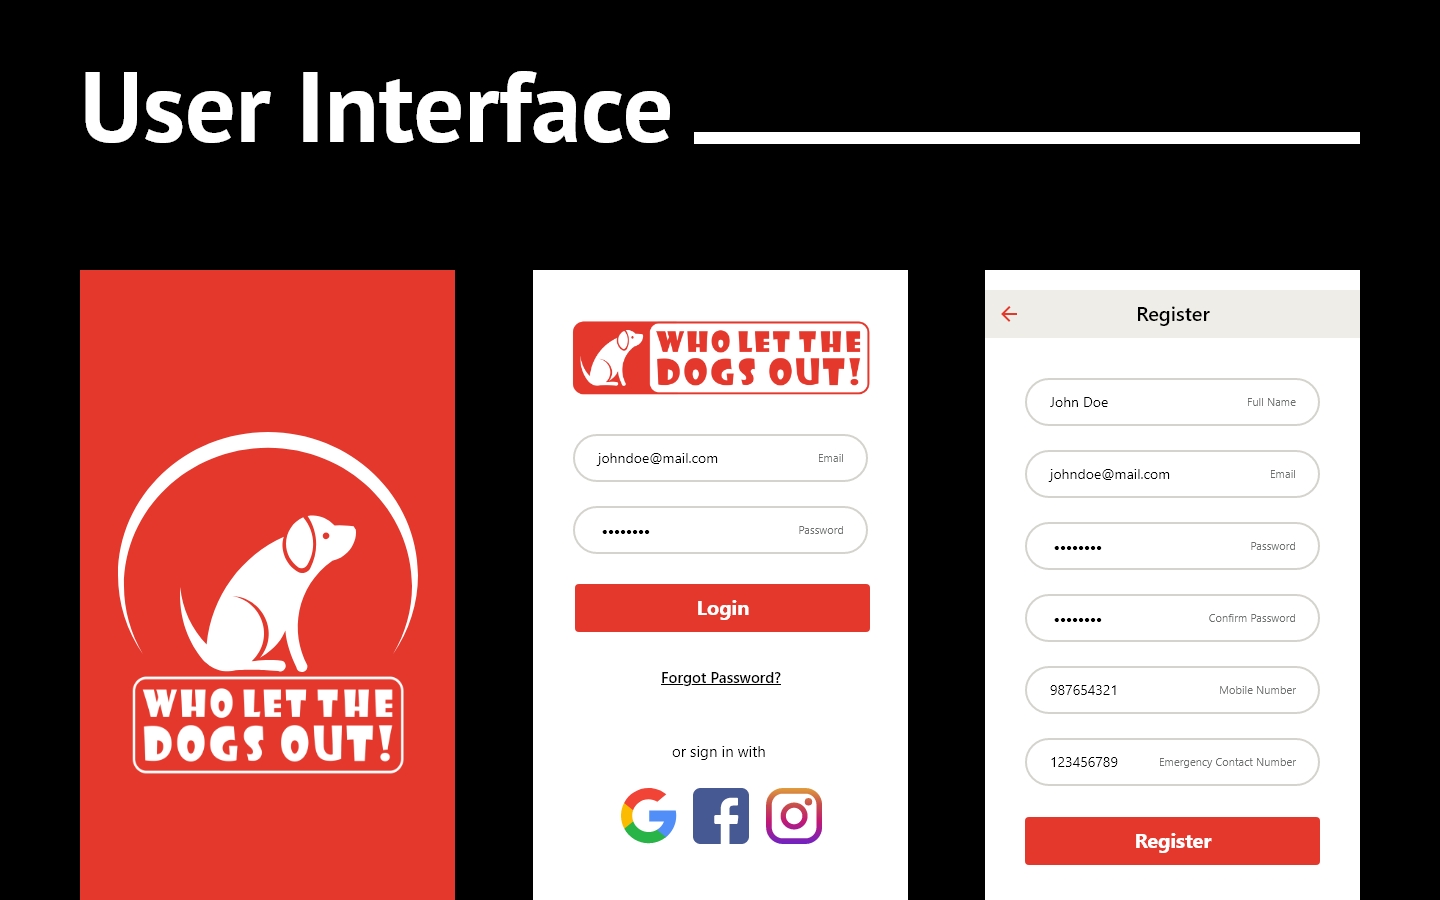 User Interface
WHO LET THE
DOGS OUT!
WHO LET THE
DOGS OUT!
johndoe@mail.com Email
•••••••• Password
Login
Forgot Password?
or sign in with
Register
John Doe Full Name
johndoe@mail.com Email
•••••••• Password
•••••••• Confirm Password
987654321 Mobile Number
123456789 Emergency Contact Number
Register